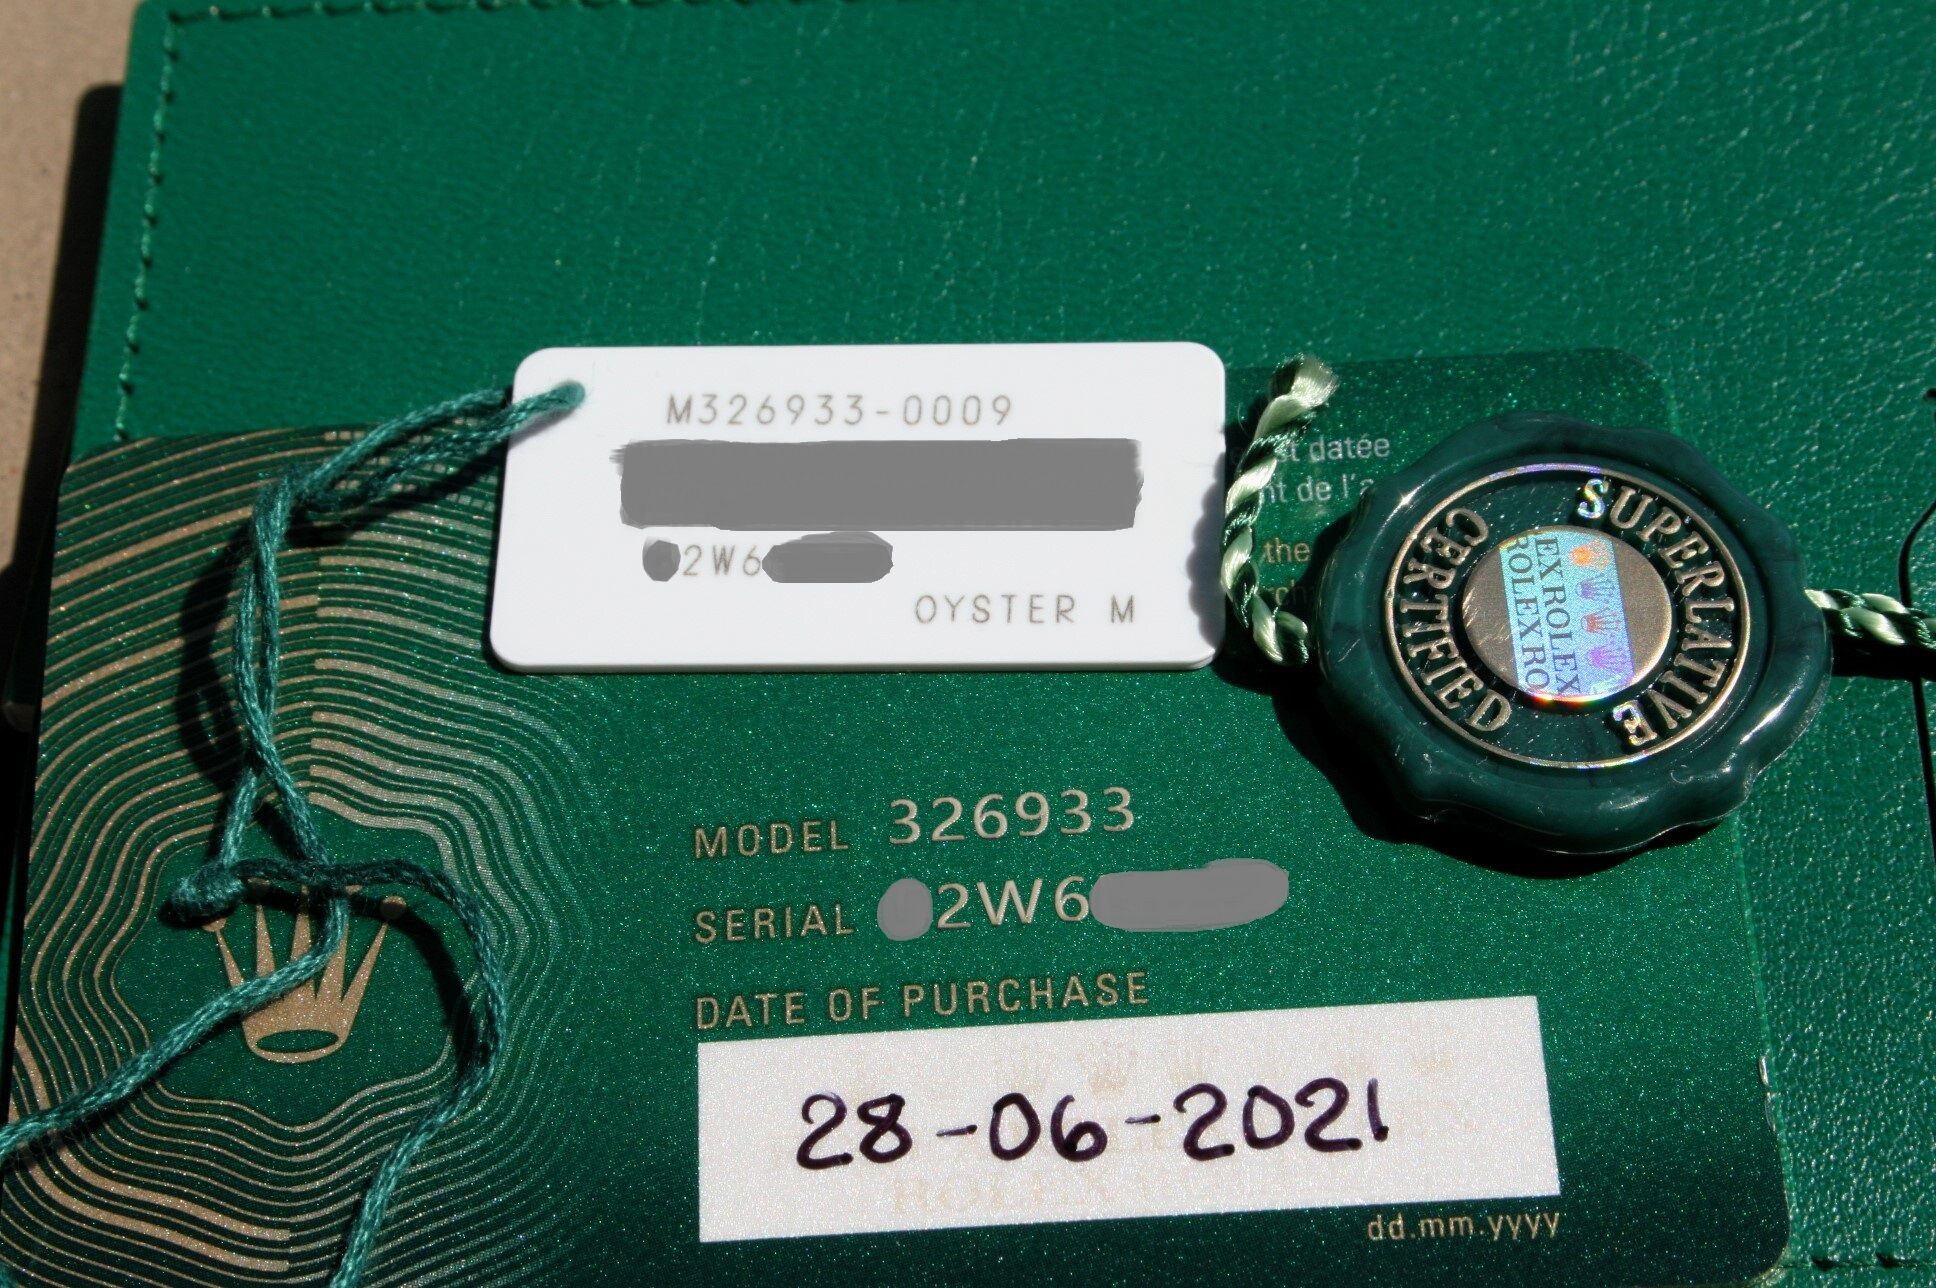 M326933-0009
2W6
OYSTER M
t datée
nt de l'a
the
SUPERLATIVE
CERTIFIED
EX ROLEX
ROLEX RO
MODEL 326933
SERIAL 2W6
DATE OF PURCHASE
28-06-2021
dd.mm.yyyy